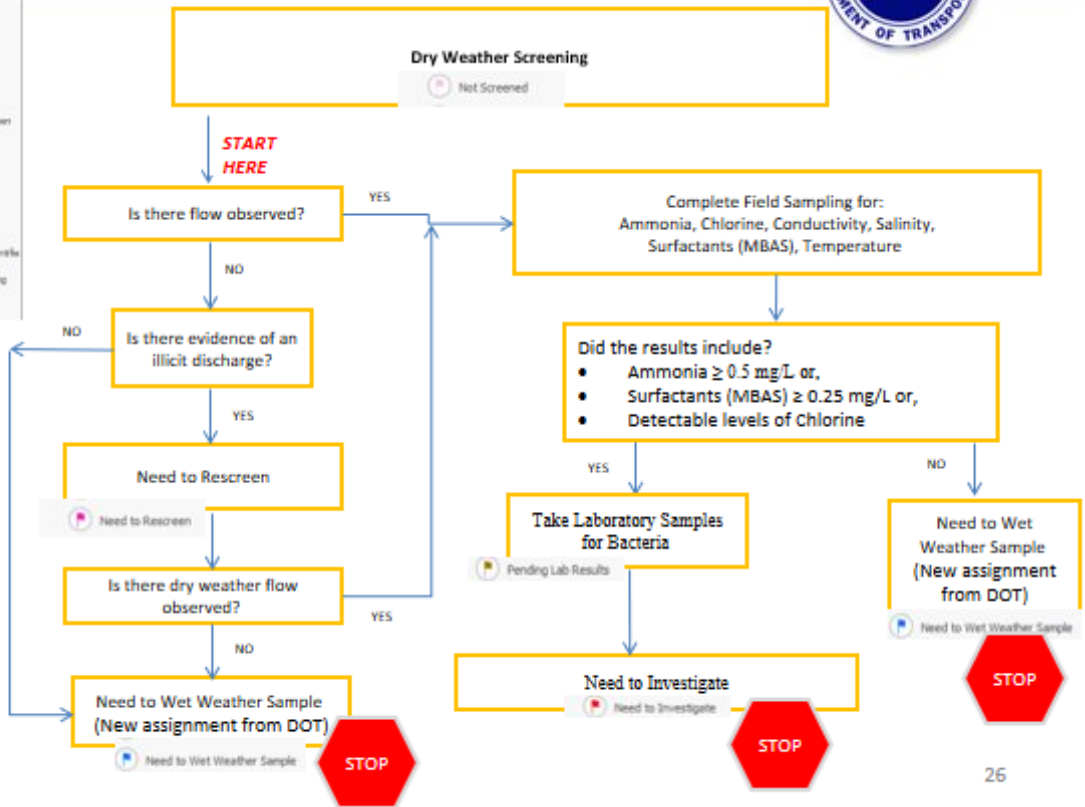 MENT OF TRANSPO
Dry Weather Screening
Not Screened
START
HERE
Is there flow observed?
YES
Complete Field Sampling for:
Ammonia, Chlorine, Conductivity, Salinity,
Surfactants (MBAS), Temperature
NO
NO
Is there evidence of an
illicit discharge?
Did the results include?
• Ammonia ≥ 0.5 mg/L or,
• Surfactants (MBAS) ≥ 0.25 mg/L or,
• Detectable levels of Chlorine
YES
Need to Rescreen
Need to Rescreen
YES
NO
Take Laboratory Samples
for Bacteria
Pending Lab Results
Need to Wet
Weather Sample
(New assignment
from DOT)
Need to Wet Weather Sample
STOP
Is there dry weather flow
observed?
YES
NO
Need to Investigate
Need to Investigate
STOP
Need to Wet Weather Sample
(New assignment from DOT)
Need to Wet Weather Sample
STOP
26